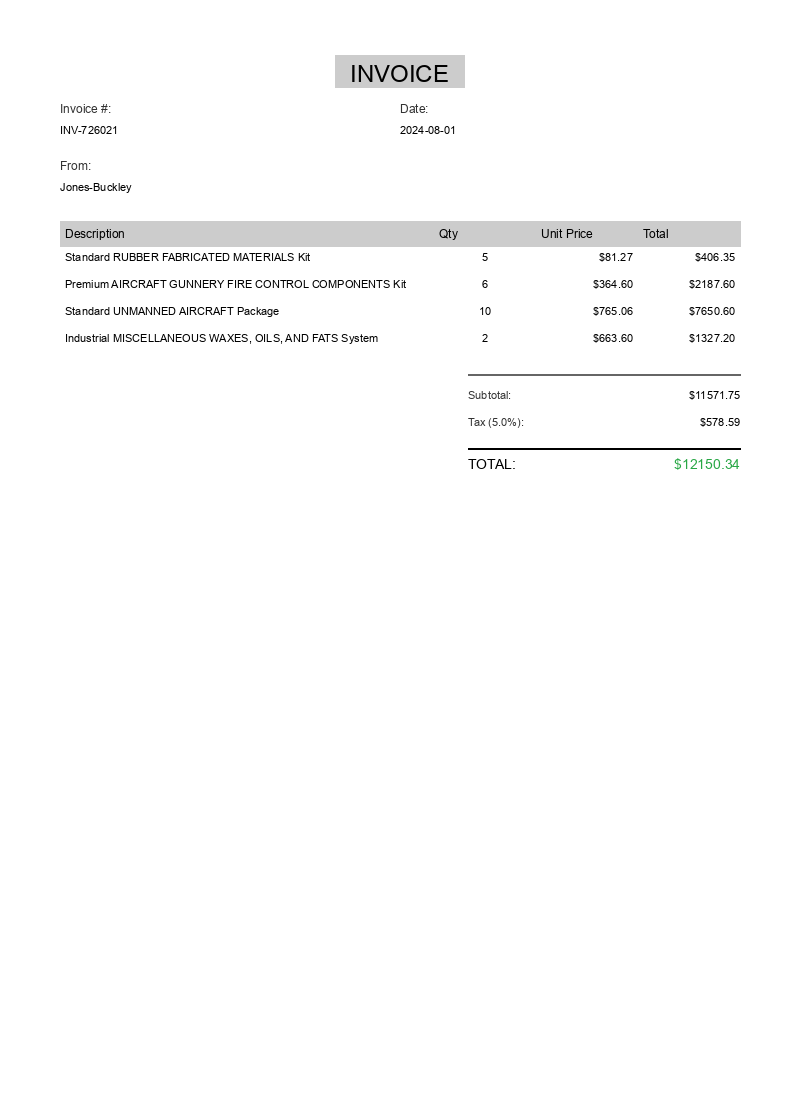 INVOICE
Invoice #: Date:
INV-726021 2024-08-01
From:
Jones-Buckley
Description Qty Unit Price Total
Standard RUBBER FABRICATED MATERIALS Kit 5 $81.27 $406.35
Premium AIRCRAFT GUNNERY FIRE CONTROL COMPONENTS Kit 6 $364.60 $2187.60
Standard UNMANNED AIRCRAFT Package 10 $765.06 $7650.60
Industrial MISCELLANEOUS WAXES, OILS, AND FATS System 2 $663.60 $1327.20
Subtotal: $11571.75
Tax (5.0%): $578.59
TOTAL: $12150.34